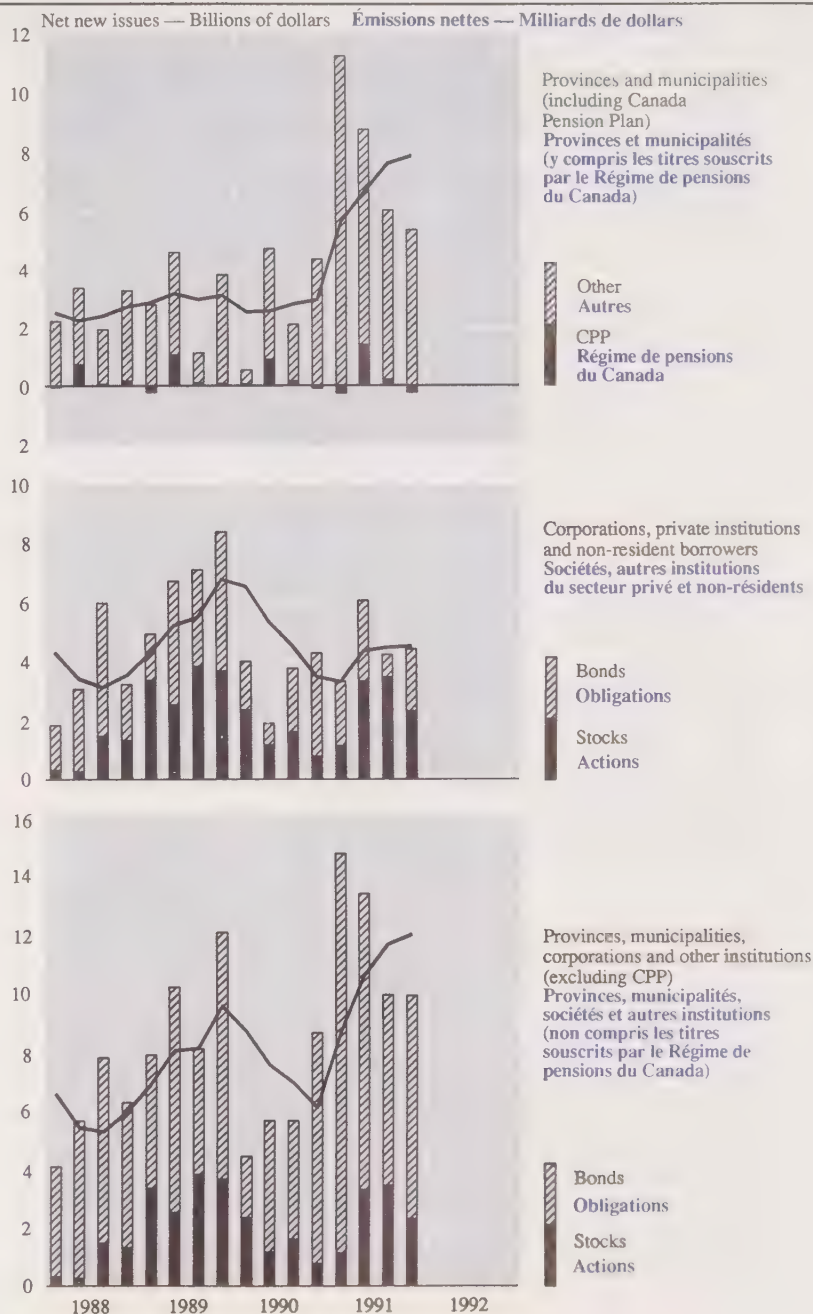 Net new issues — Billions of dollars Émissions nettes — Milliards de dollars
12
10
8
6
4
2
0
2
Provinces and municipalities
(including Canada
Pension Plan)
Provinces et municipalités
(y compris les titres souscrits
par le Régime de pensions
du Canada)
Other
Autres
CPP
Régime de pensions
du Canada
10
8
6
4
2
0
Corporations, private institutions
and non-resident borrowers
Sociétés, autres institutions
du secteur privé et non-résidents
Bonds
Obligations
Stocks
Actions
16
14
12
10
8
6
4
2
0
Provinces, municipalities,
corporations and other institutions
(excluding CPP)
Provinces, municipalités,
sociétés et autres institutions
(non compris les titres
souscrits par le Régime de
pensions du Canada)
Bonds
Obligations
Stocks
Actions
1988 1989 1990 1991 1992